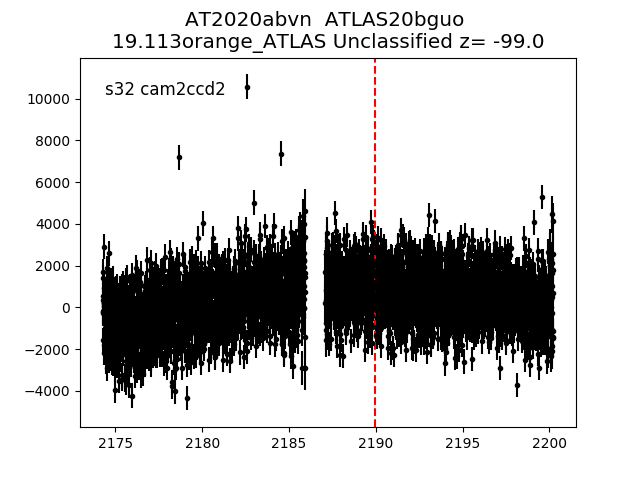 AT2020abvn  ATLAS20bguo
19.113orange_ATLAS Unclassified z= -99.0
s32 cam2ccd2
10000
8000
6000
4000
2000
0
−2000
−4000
2175 2180 2185 2190 2195 2200